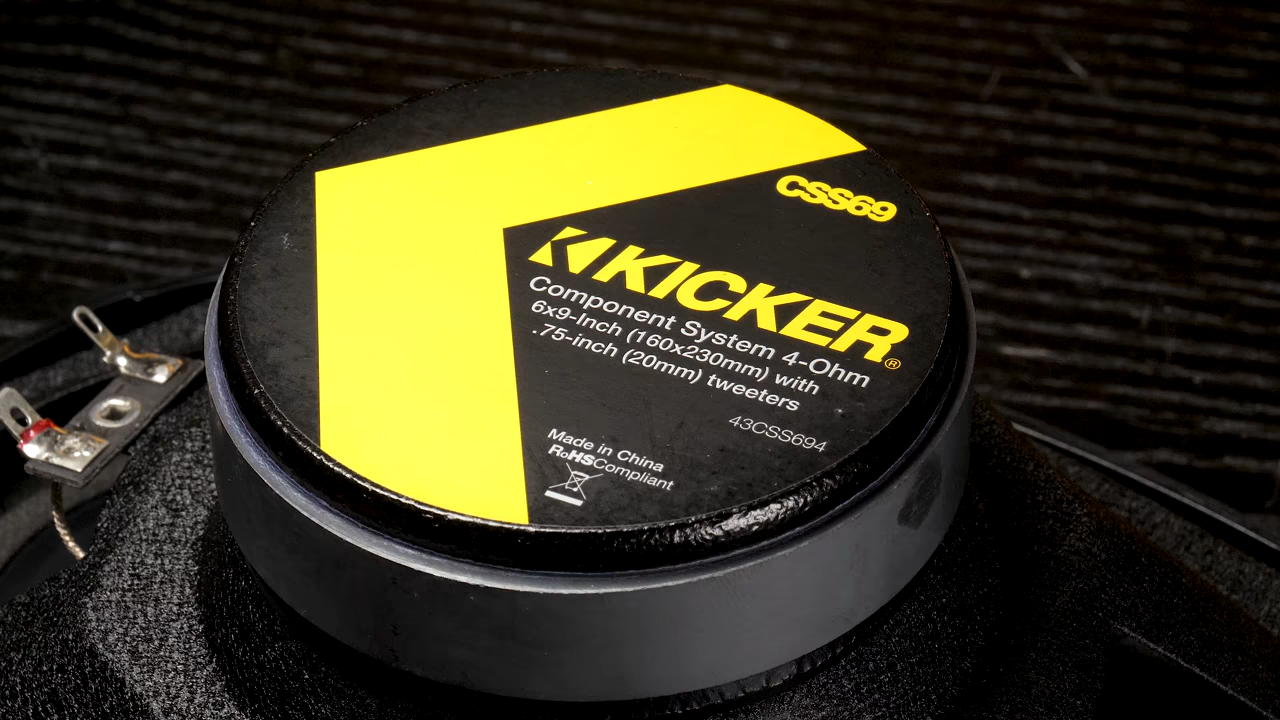 CSS69
KICKER®
Component System 4-Ohm
6x9-Inch (160x230mm) with
.75-inch (20mm) tweeters
43CSS694
Made in China
RoHSCompliant